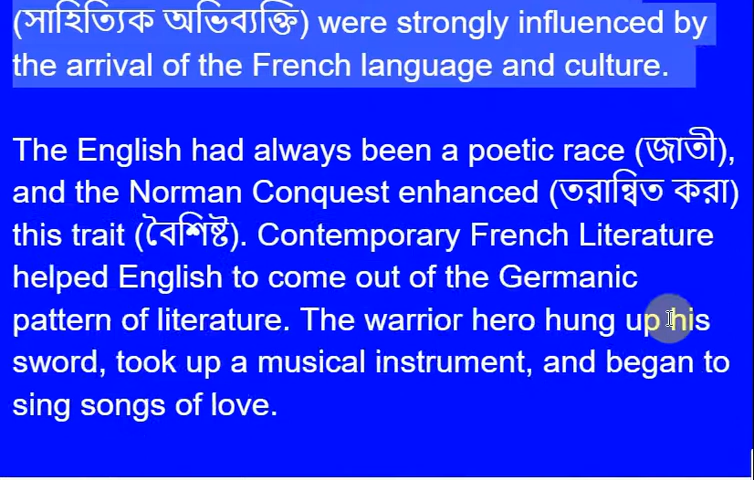 (সাহিত্যিক অভিব্যক্তি) were strongly influenced by
the arrival of the French language and culture.
The English had always been a poetic race (জাতী),
and the Norman Conquest enhanced (তরান্বিত করা)
this trait (বৈশিষ্ট). Contemporary French Literature
helped English to come out of the Germanic
pattern of literature. The warrior hero hung up his
sword, took up a musical instrument, and began to
sing songs of love.